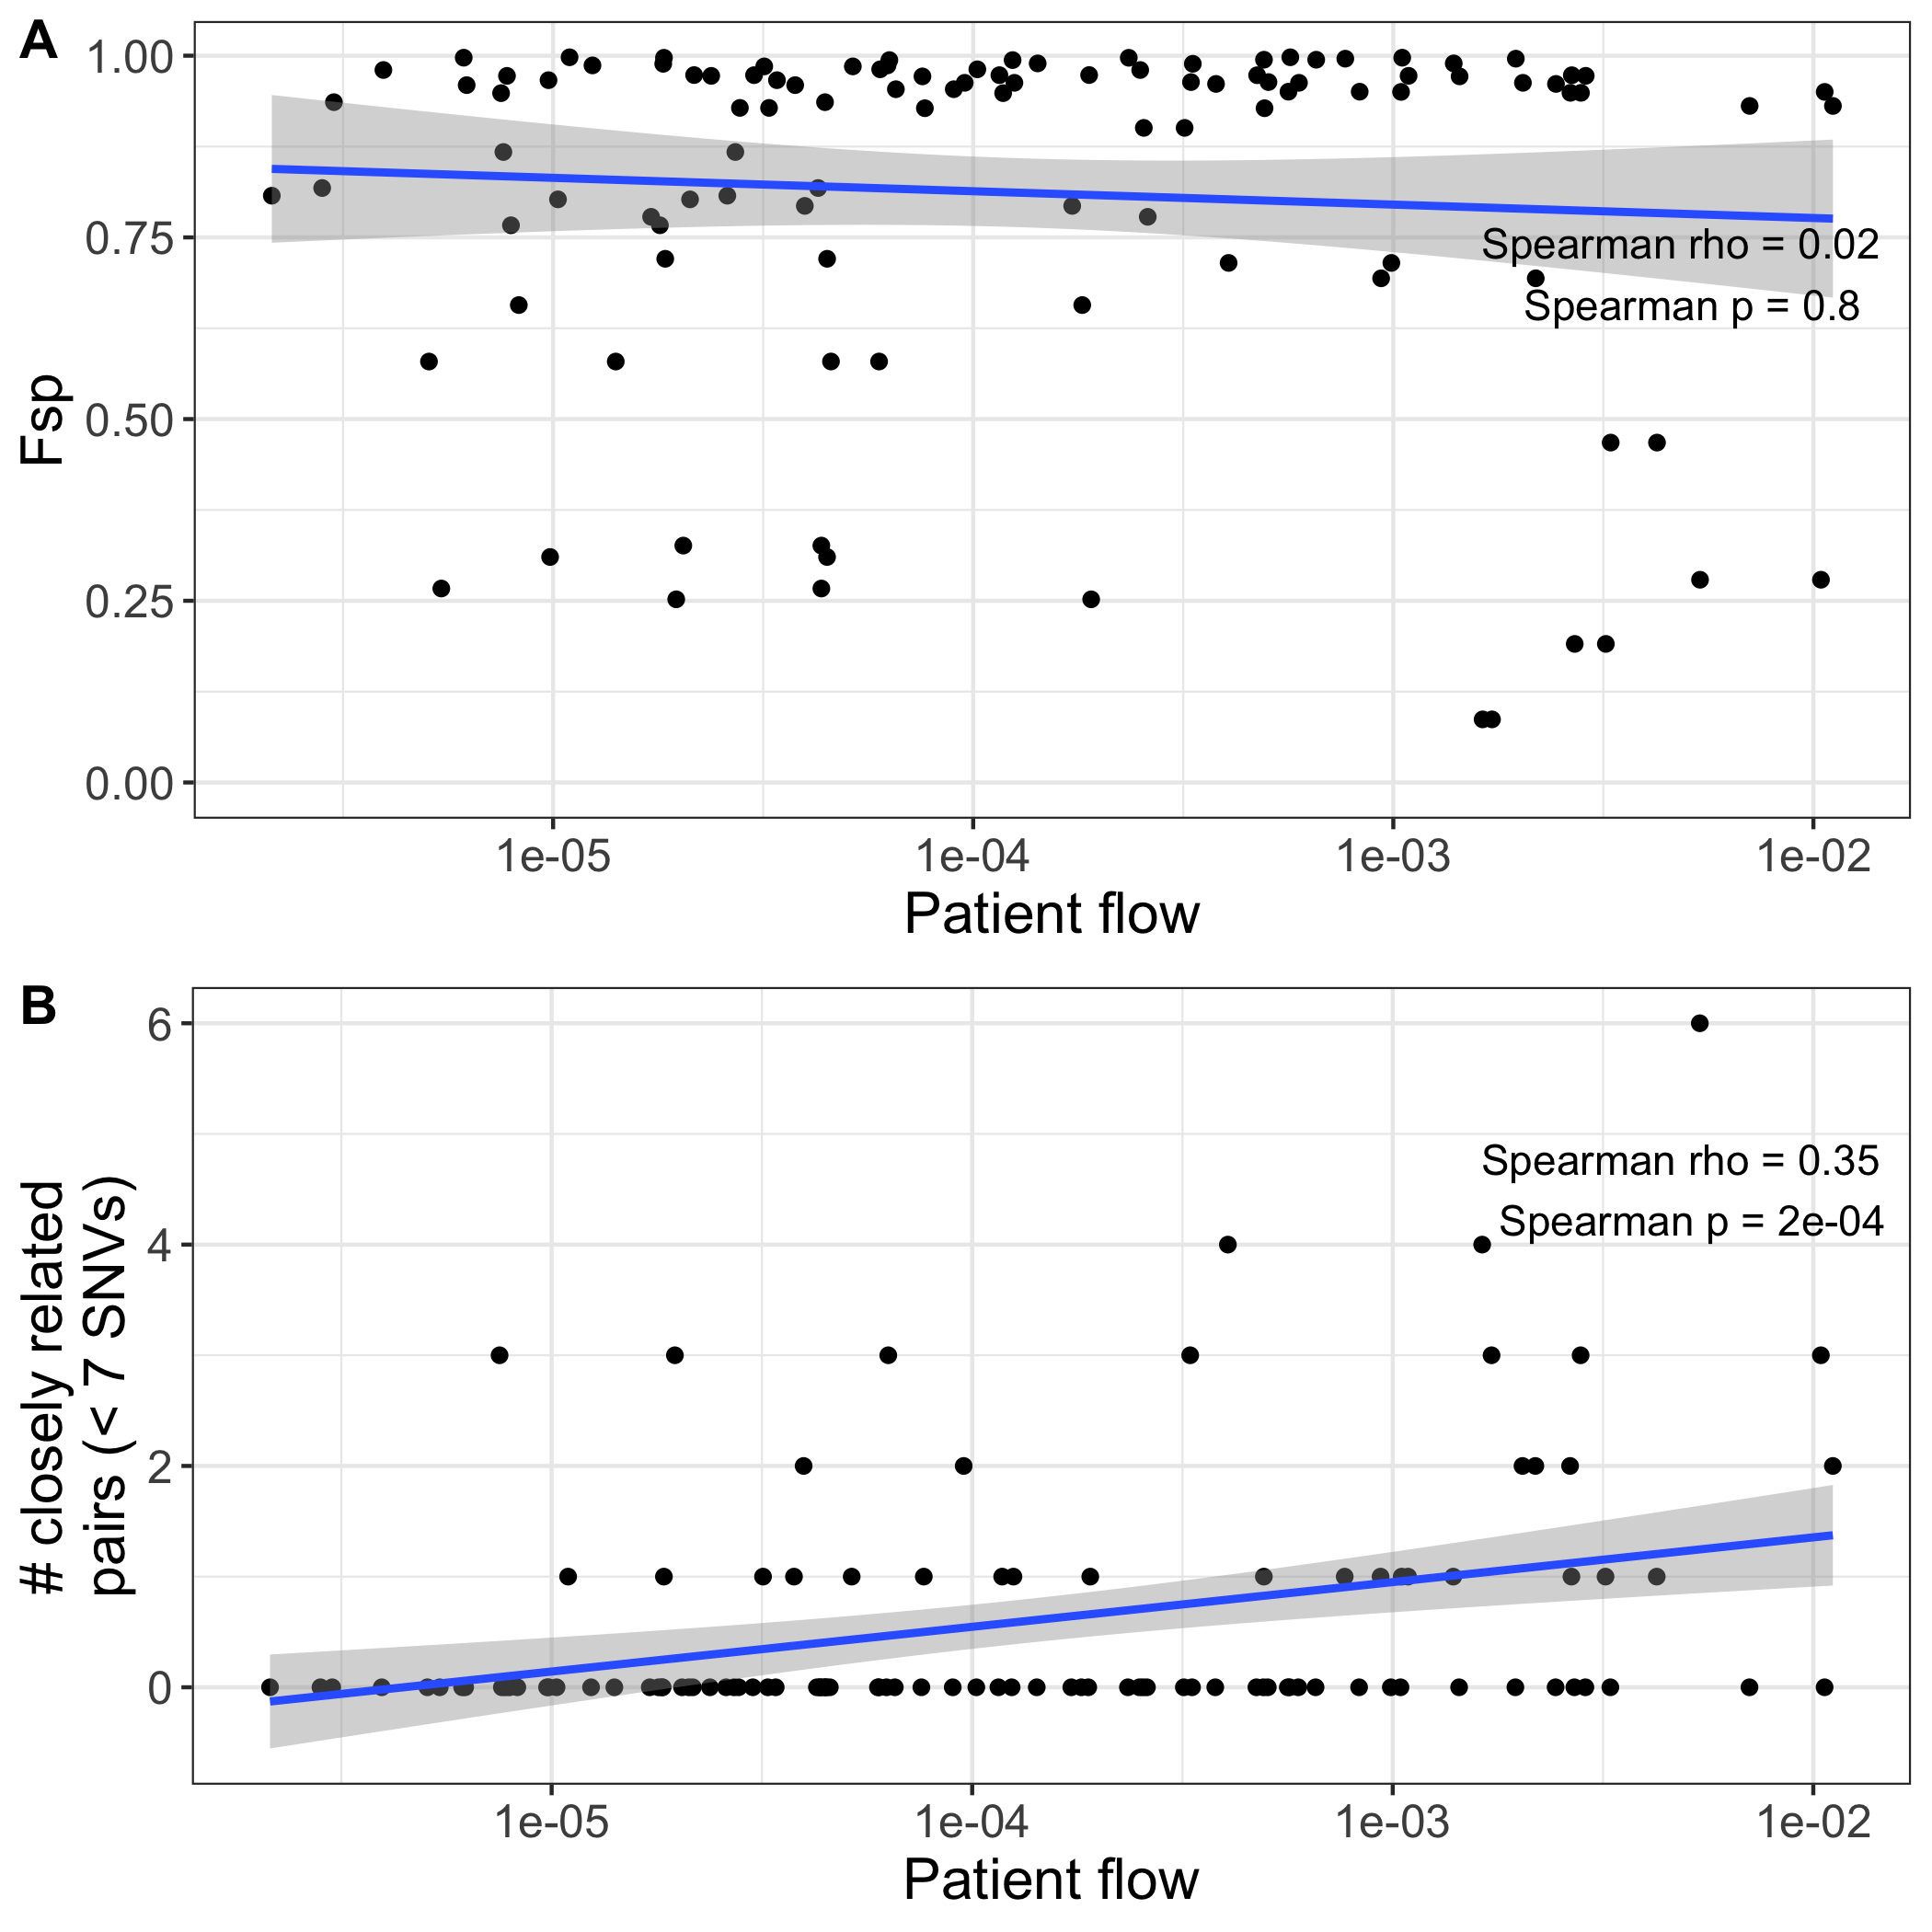 A
1.00
0.75
0.50
0.25
0.00
Fsp
Spearman rho = 0.02
Spearman p = 0.8
1e-05 1e-04 1e-03 1e-02
Patient flow
B
6
4
2
0
# closely related
pairs (< 7 SNVs)
Spearman rho = 0.35
Spearman p = 2e-04
1e-05 1e-04 1e-03 1e-02
Patient flow